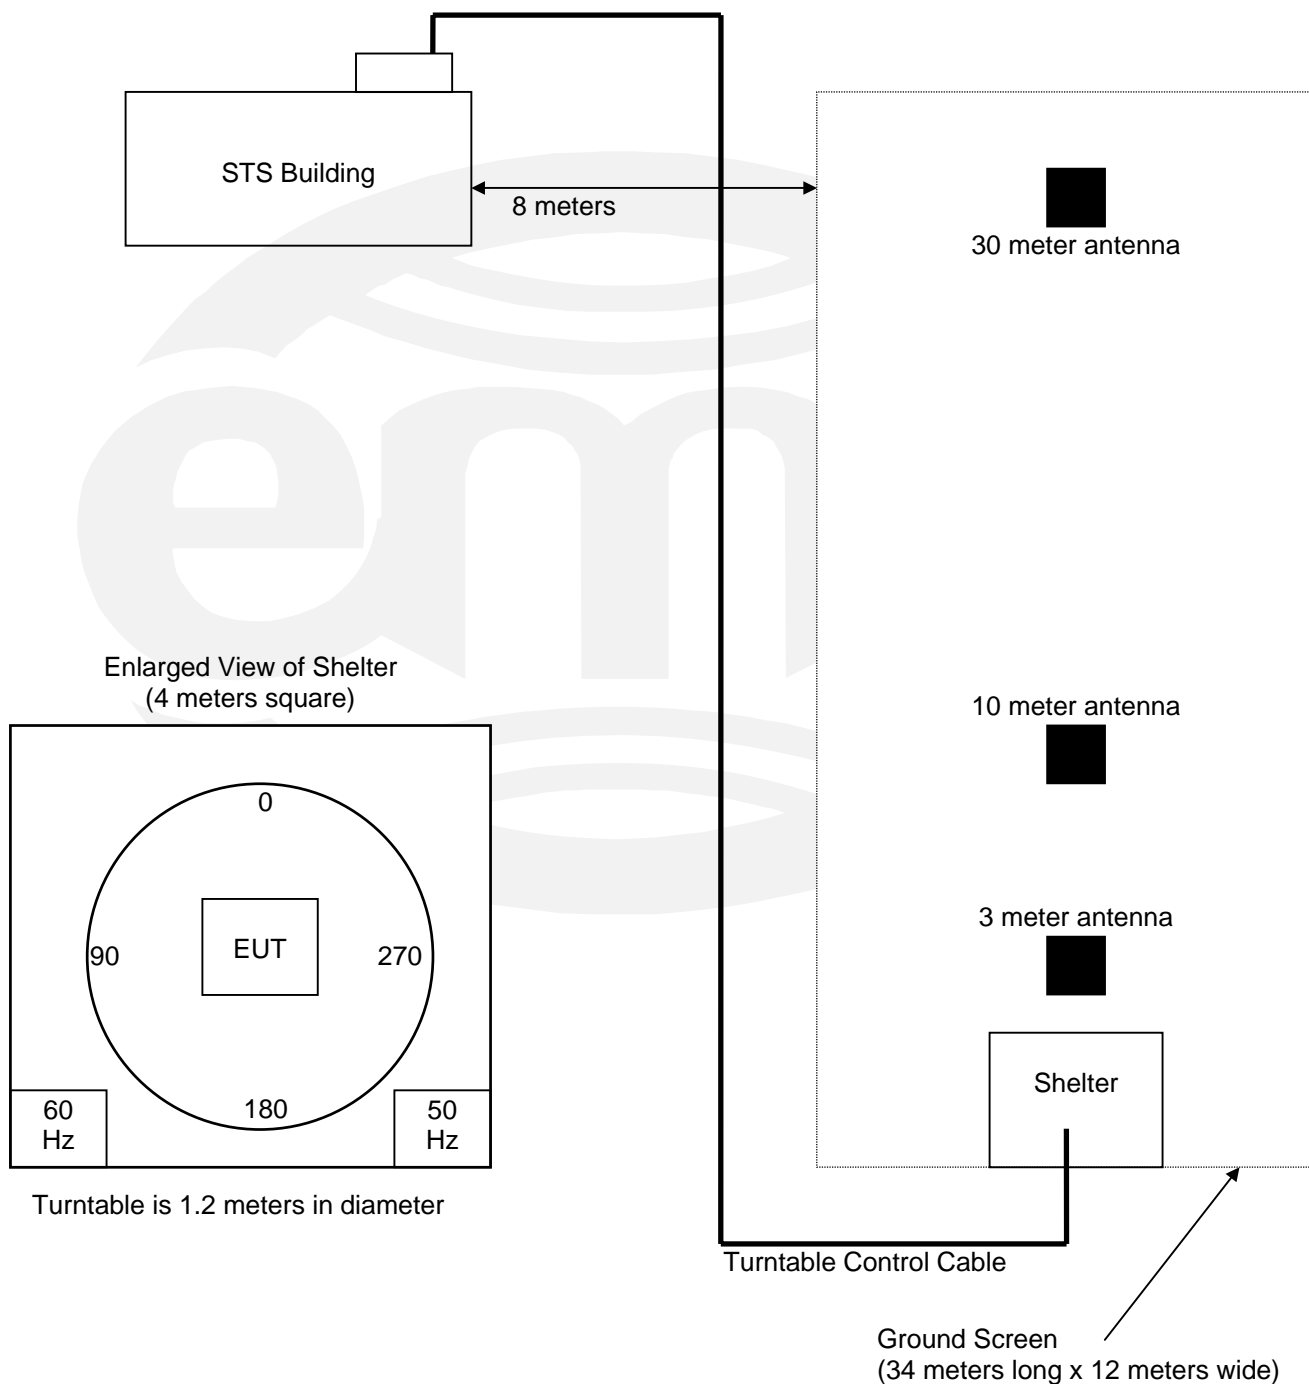 STS Building
8 meters
30 meter antenna
Enlarged View of Shelter
(4 meters square)
10 meter antenna
0
3 meter antenna
90
EUT
270
Shelter
60
Hz
180
50
Hz
Turntable is 1.2 meters in diameter
Turntable Control Cable
Ground Screen
(34 meters long x 12 meters wide)
em